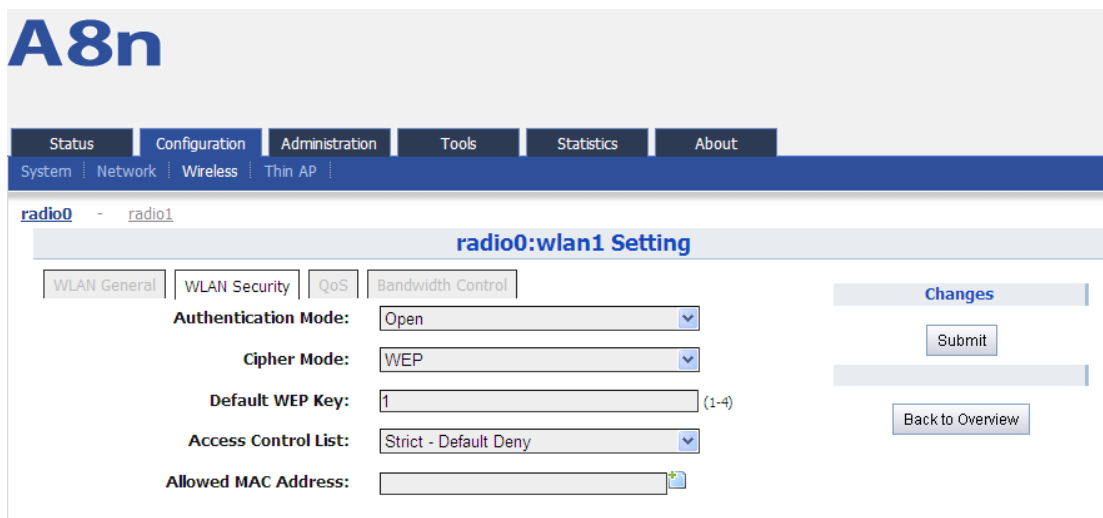 A8n
Status Configuration Administration Tools Statistics About
System Network Wireless Thin AP
radio0 - radio1
radio0:wlan1 Setting
WLAN General WLAN Security QoS Bandwidth Control
Changes
Authentication Mode: Open
Submit
Cipher Mode: WEP
Default WEP Key: 1 (1-4)
Back to Overview
Access Control List: Strict - Default Deny
Allowed MAC Address: